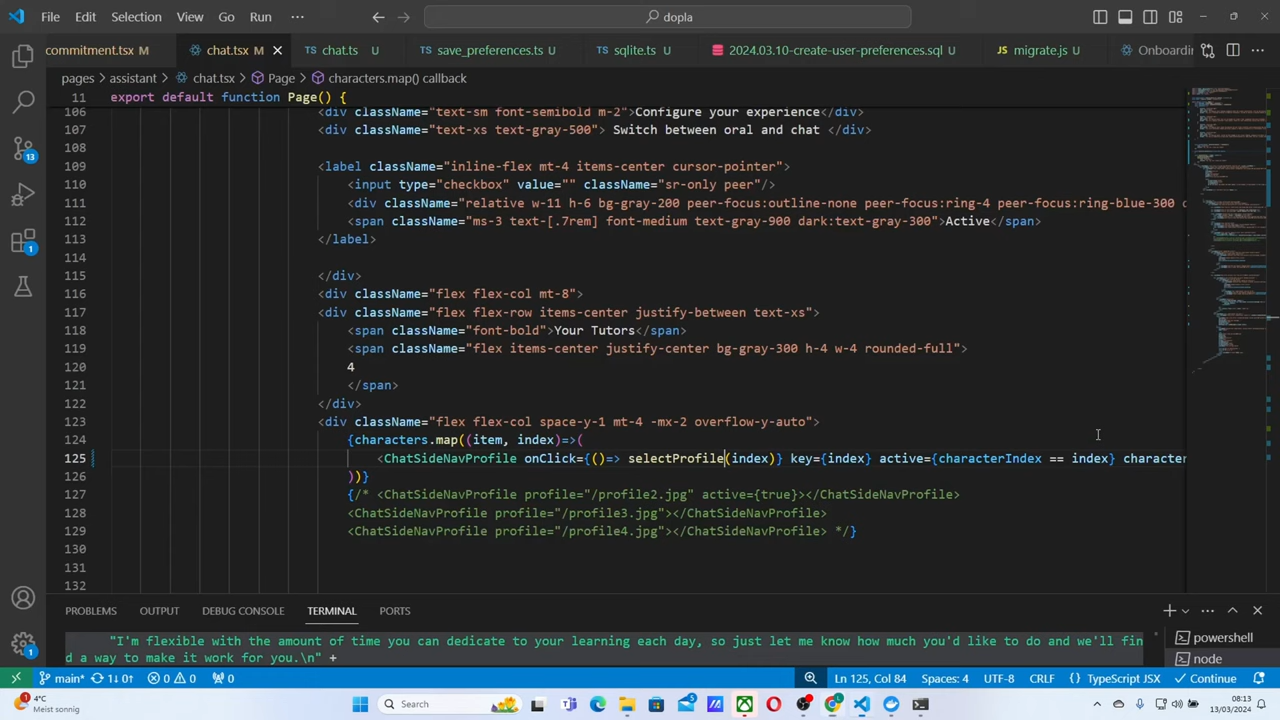 File Edit Selection View Go Run ··· dopla
commitment.tsx M chat.tsx M chat.ts U save_preferences.ts U sqlite.ts U 2024.03.10-create-user-preferences.sql U migrate.js U Onboardin
pages > assistant > chat.tsx > Page > characters.map() callback
11 export default function Page() {
106 <div className="text-sm font-semibold m-2">Configure your experience</div>
107 <div className="text-xs text-gray-500"> Switch between oral and chat.</div>
108
109 <label className="inline-flex mt-4 items-center cursor-pointer">
110 <input type="checkbox" value="" className="sr-only peer"/>
111 <div className="relative w-11 h-6 bg-gray-200 peer-focus:outline-none peer-focus:ring-4 peer-focus:ring-blue-300
112 <span className="ms-3 text-[.8rem] font-medium text-gray-900 dark:text-gray-300">Oral</span>
113 </label>
114
115 </div>
116 <div className="flex flex-col mt-8">
117 <div className="flex flex-row items-center justify-between text-xs">
118 <span className="font-bold">Your Tutors</span>
119 <span className="flex items-center justify-center bg-gray-300 h-4 w-4 rounded-full">
120 4
121 </span>
122 </div>
123 <div className="flex flex-col space-y-1 mt-4 -mx-2 overflow-y-auto">
124 {characters.map((item, index)=>(
125 <ChatSideNavProfile onClick={()=> selectProfile(index)} key={index} active={characterIndex == index} character
126 ))}
127 {/* <ChatSideNavProfile profile="/profile2.jpg" active={true}></ChatSideNavProfile>
128 <ChatSideNavProfile profile="/profile3.jpg"></ChatSideNavProfile>
129 <ChatSideNavProfile profile="/profile4.jpg"></ChatSideNavProfile> */}
130
131
132
13
1
1
PROBLEMS OUTPUT DEBUG CONSOLE TERMINAL PORTS
"I'm flexible with the amount of time you can dedicate to your learning each day, so just let me know how much you'd like to do and we'll fin
d a way to make it work for you.\n" +
powershell
node
main* 1↓ 0↑ 0 0 Ln 125, Col 84 Spaces: 4 UTF-8 CRLF {} TypeScript JSX Continue
4°C
Meist sonnig
Search
08:13
13/03/2024